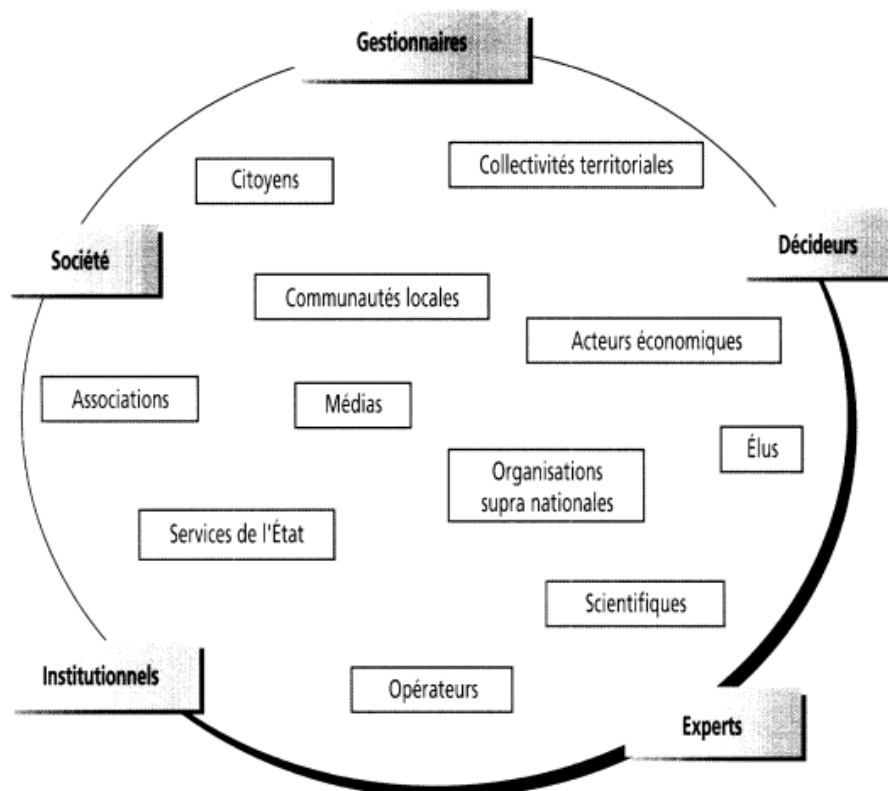 Gestionnaires
Citoyens
Collectivités territoriales
Société
Décideurs
Communautés locales
Acteurs économiques
Associations
Médias
Élus
Organisations
supra nationales
Services de l'État
Scientifiques
Institutionnels
Opérateurs
Experts